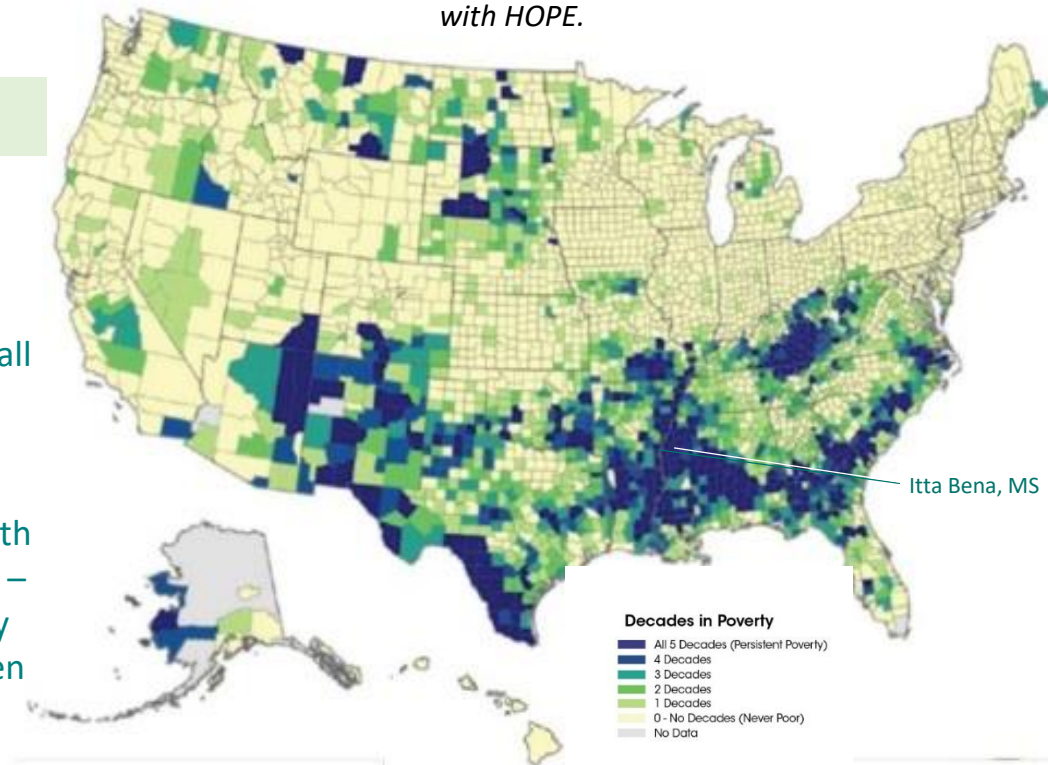 with HOPE.
all
th
–
y
en
Itta Bena, MS
Decades in Poverty
All 5 Decades (Persistent Poverty)
4 Decades
3 Decades
2 Decades
1 Decades
0 - No Decades (Never Poor)
No Data